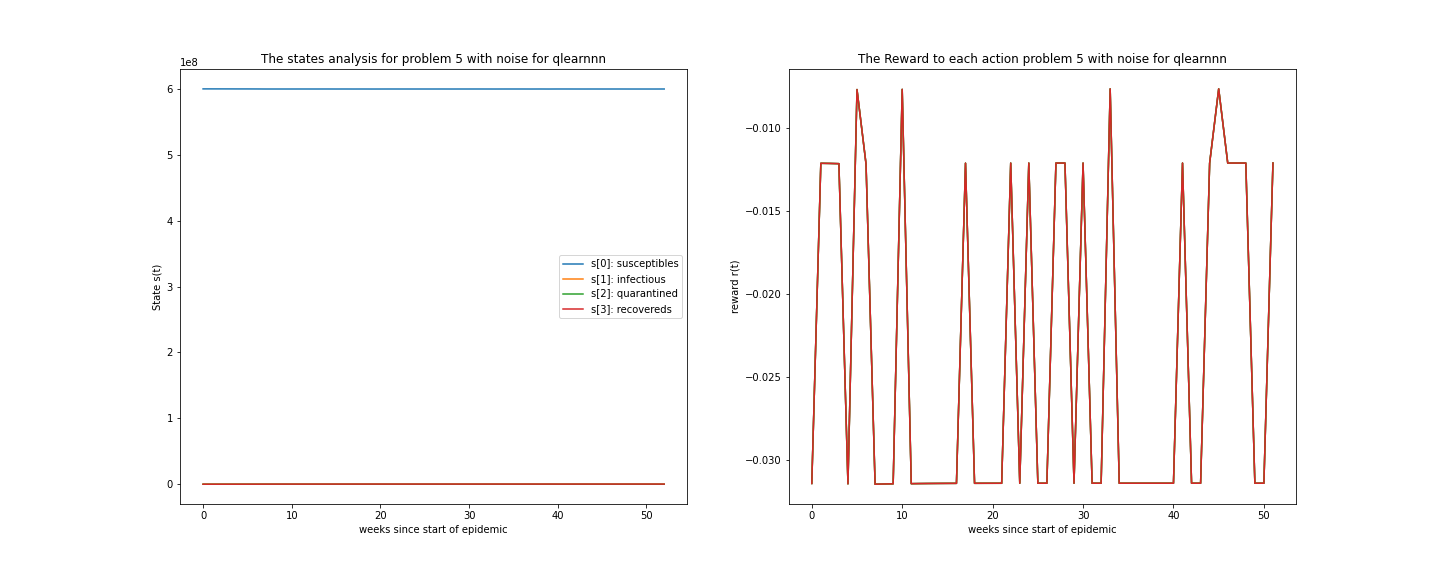 The states analysis for problem 5 with noise for qlearnnn
1e8
6
5
4
3
2
1
0
State s(t)
s[0]: susceptibles
s[1]: infectious
s[2]: quarantined
s[3]: recovereds
0 10 20 30 40 50
weeks since start of epidemic
The Reward to each action problem 5 with noise for qlearnnn
−0.010
−0.015
−0.020
−0.025
−0.030
reward r(t)
0 10 20 30 40 50
weeks since start of epidemic